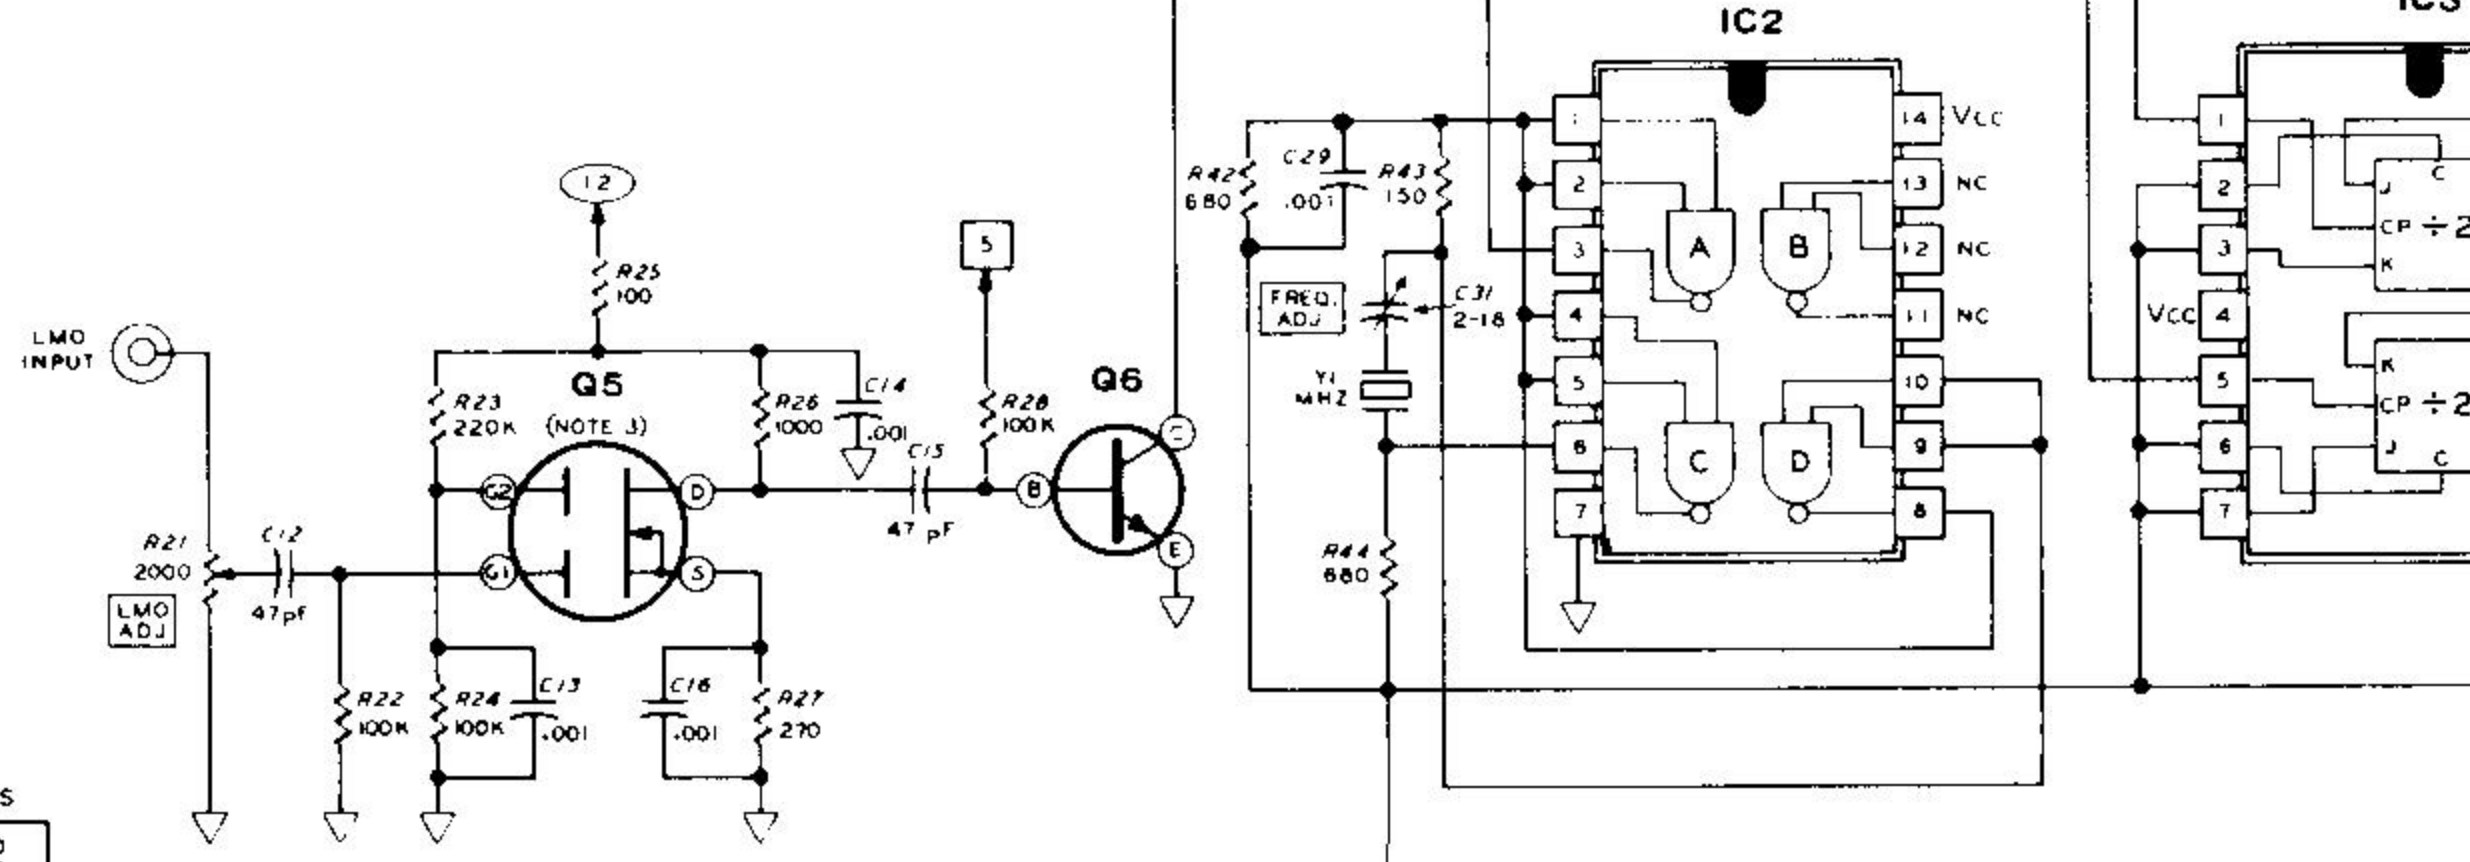 IC2
IC3
12
R25
100
LMO
INPUT
Q5
(NOTE 3)
R23
220K
R26
1000
C14
.001
5
R28
100K
Q6
C
B
E
C15
47 pF
G2
D
G1
S
R21
2000
LMO
ADJ
C12
47pf
R22
100K
R24
100K
C13
.001
C16
.001
R27
270
S
R42
680
C29
.001
R43
150
FREQ.
ADJ
C31
2-18
Y1
MHZ
R44
680
1
2
3
4
5
6
7
14 VCC
13 NC
12 NC
11 NC
10
9
8
A
B
C
D
1
2
3
VCC 4
5
6
7
J
C
CP ÷2
K
K
CP ÷2
J
C